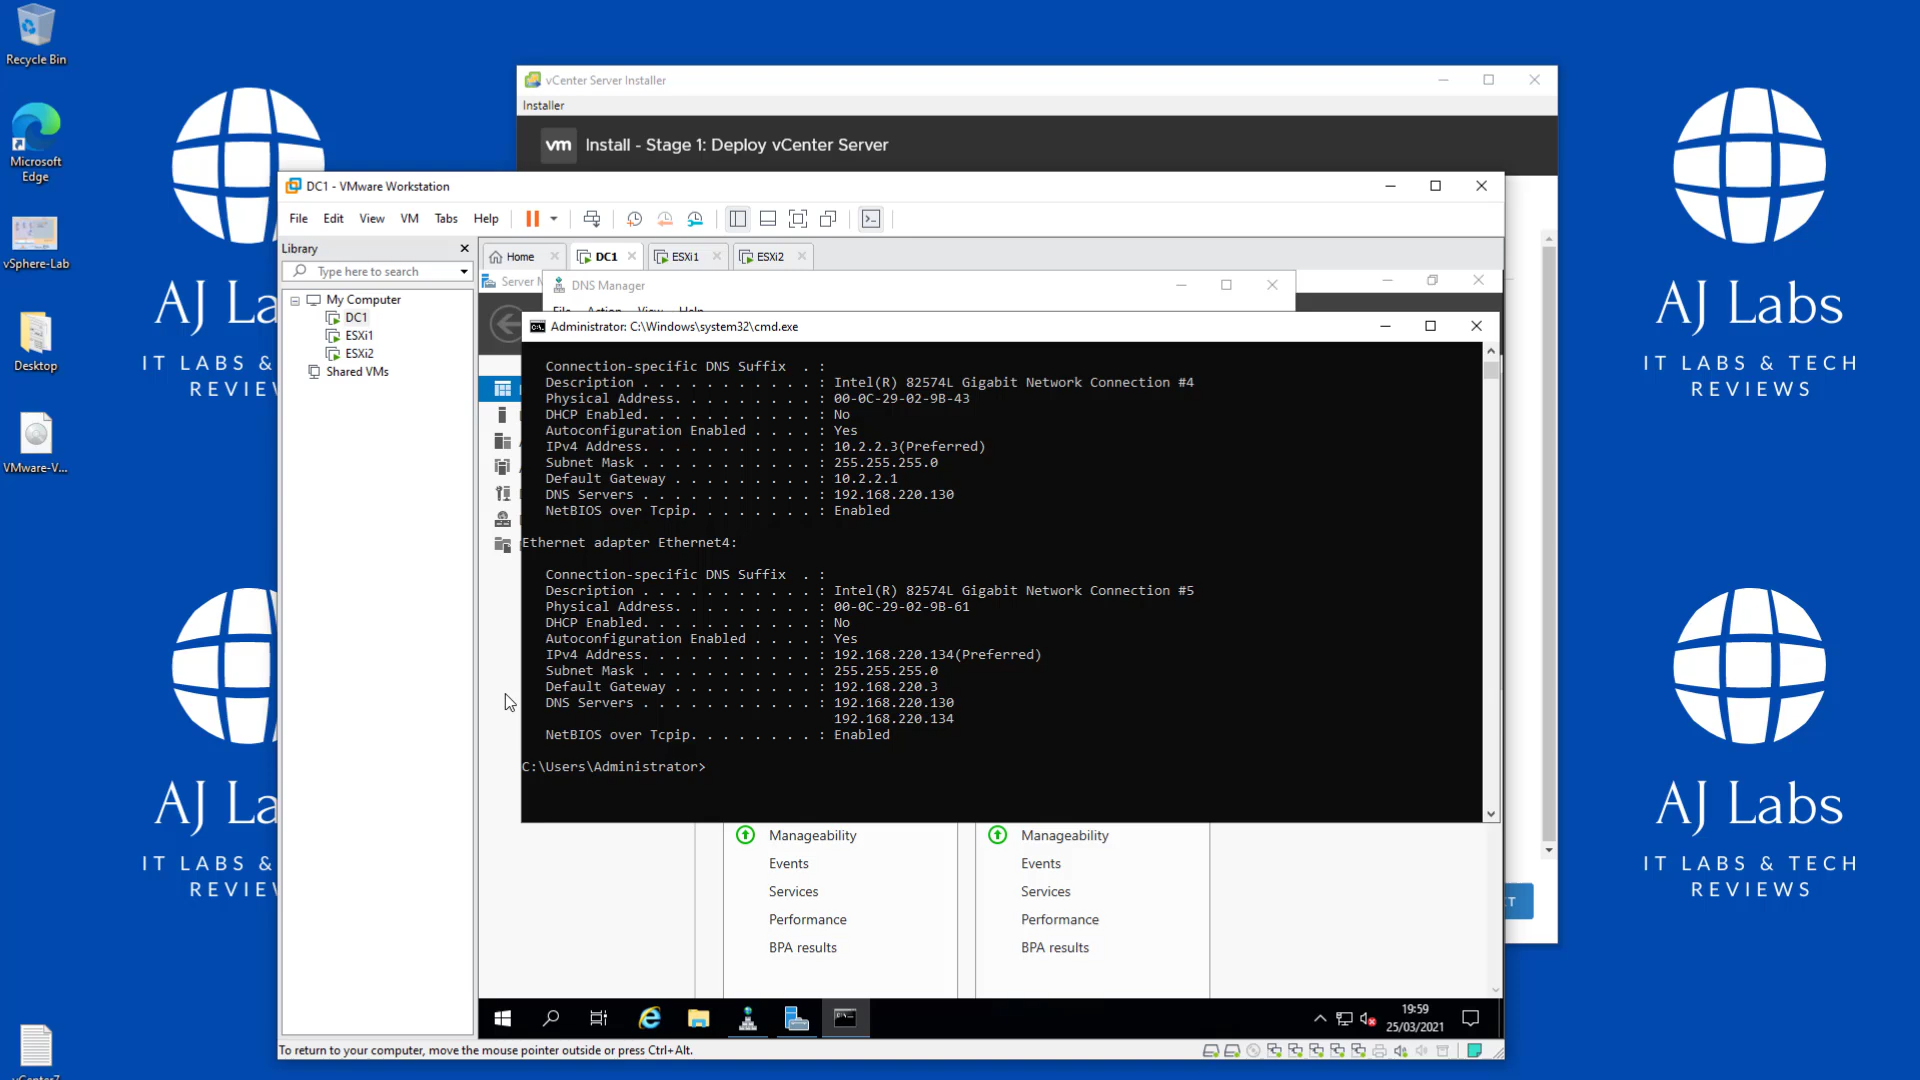 Recycle Bin
Microsoft
Edge
vSphere-Lab
Desktop
VMware-V...
AJ La
IT LABS &
REVIE
AJ La
IT LABS &
REVIE
AJ Labs
IT LABS & TECH
REVIEWS
AJ Labs
IT LABS & TECH
REVIEWS
vCenter Server Installer
Installer
vm Install - Stage 1: Deploy vCenter Server
DC1 - VMware Workstation
File Edit View VM Tabs Help
Library
Type here to search
My Computer
DC1
ESXi1
ESXi2
Shared VMs
Home DC1 ESXi1 ESXi2
Server
DNS Manager
Administrator: C:\Windows\system32\cmd.exe
Connection-specific DNS Suffix . :
Description . . . . . . . . . . . : Intel(R) 82574L Gigabit Network Connection #4
Physical Address. . . . . . . . . : 00-0C-29-02-9B-43
DHCP Enabled. . . . . . . . . . . : No
Autoconfiguration Enabled . . . . : Yes
IPv4 Address. . . . . . . . . . . : 10.2.2.3(Preferred)
Subnet Mask . . . . . . . . . . . : 255.255.255.0
Default Gateway . . . . . . . . . : 10.2.2.1
DNS Servers . . . . . . . . . . . : 192.168.220.130
NetBIOS over Tcpip. . . . . . . . : Enabled
Ethernet adapter Ethernet4:
Connection-specific DNS Suffix . :
Description . . . . . . . . . . . : Intel(R) 82574L Gigabit Network Connection #5
Physical Address. . . . . . . . . : 00-0C-29-02-9B-61
DHCP Enabled. . . . . . . . . . . : No
Autoconfiguration Enabled . . . . : Yes
IPv4 Address. . . . . . . . . . . : 192.168.220.134(Preferred)
Subnet Mask . . . . . . . . . . . : 255.255.255.0
Default Gateway . . . . . . . . . : 192.168.220.3
DNS Servers . . . . . . . . . . . : 192.168.220.130
192.168.220.134
NetBIOS over Tcpip. . . . . . . . : Enabled
C:\Users\Administrator>
Manageability
Events
Services
Performance
BPA results
Manageability
Events
Services
Performance
BPA results
19:59
25/03/2021
To return to your computer, move the mouse pointer outside or press Ctrl+Alt.